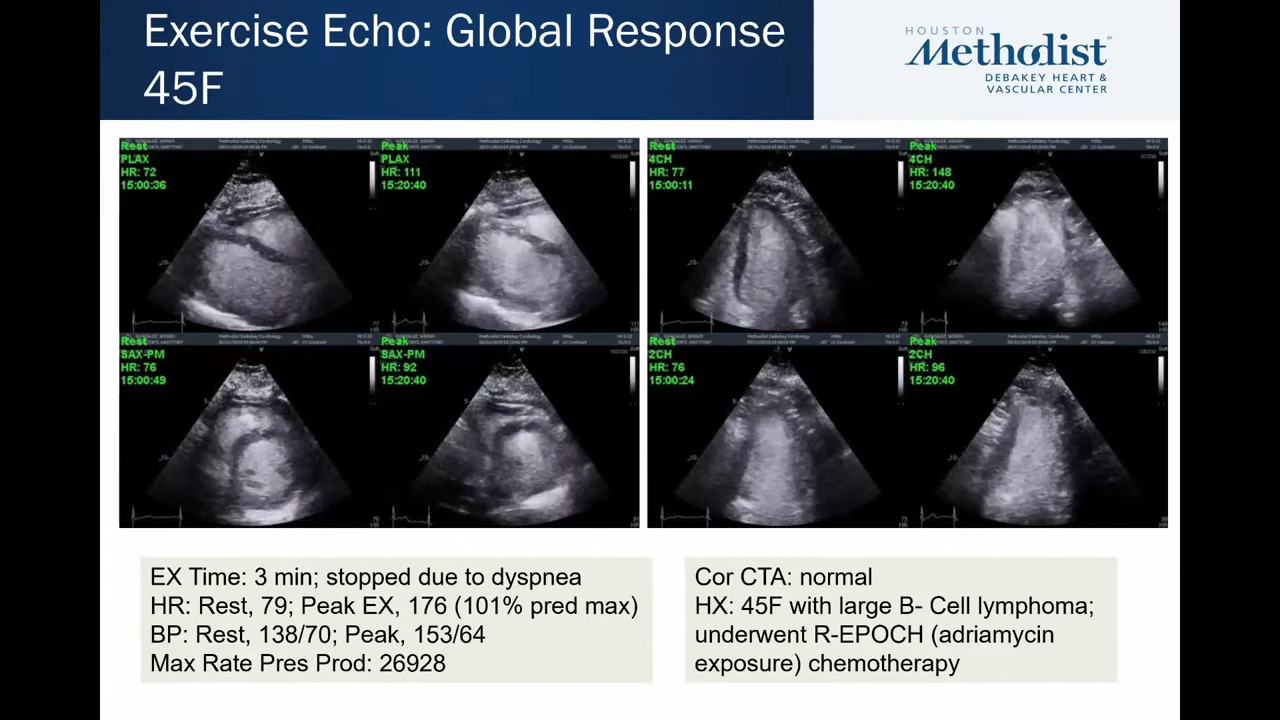 Exercise Echo: Global Response
45F
HOUSTON
Methodist
DEBAKEY HEART &
VASCULAR CENTER
Rest
PLAX
HR: 72
15:00:36
Peak
PLAX
HR: 111
15:20:40
Rest
4CH
HR: 77
15:00:11
Peak
4CH
HR: 148
15:20:40
Rest
SAX-PM
HR: 76
15:00:49
Peak
SAX-PM
HR: 92
15:20:40
Rest
2CH
HR: 76
15:00:24
Peak
2CH
HR: 96
15:20:40
EX Time: 3 min; stopped due to dyspnea
HR: Rest, 79; Peak EX, 176 (101% pred max)
BP: Rest, 138/70; Peak, 153/64
Max Rate Pres Prod: 26928
Cor CTA: normal
HX: 45F with large B- Cell lymphoma;
underwent R-EPOCH (adriamycin
exposure) chemotherapy